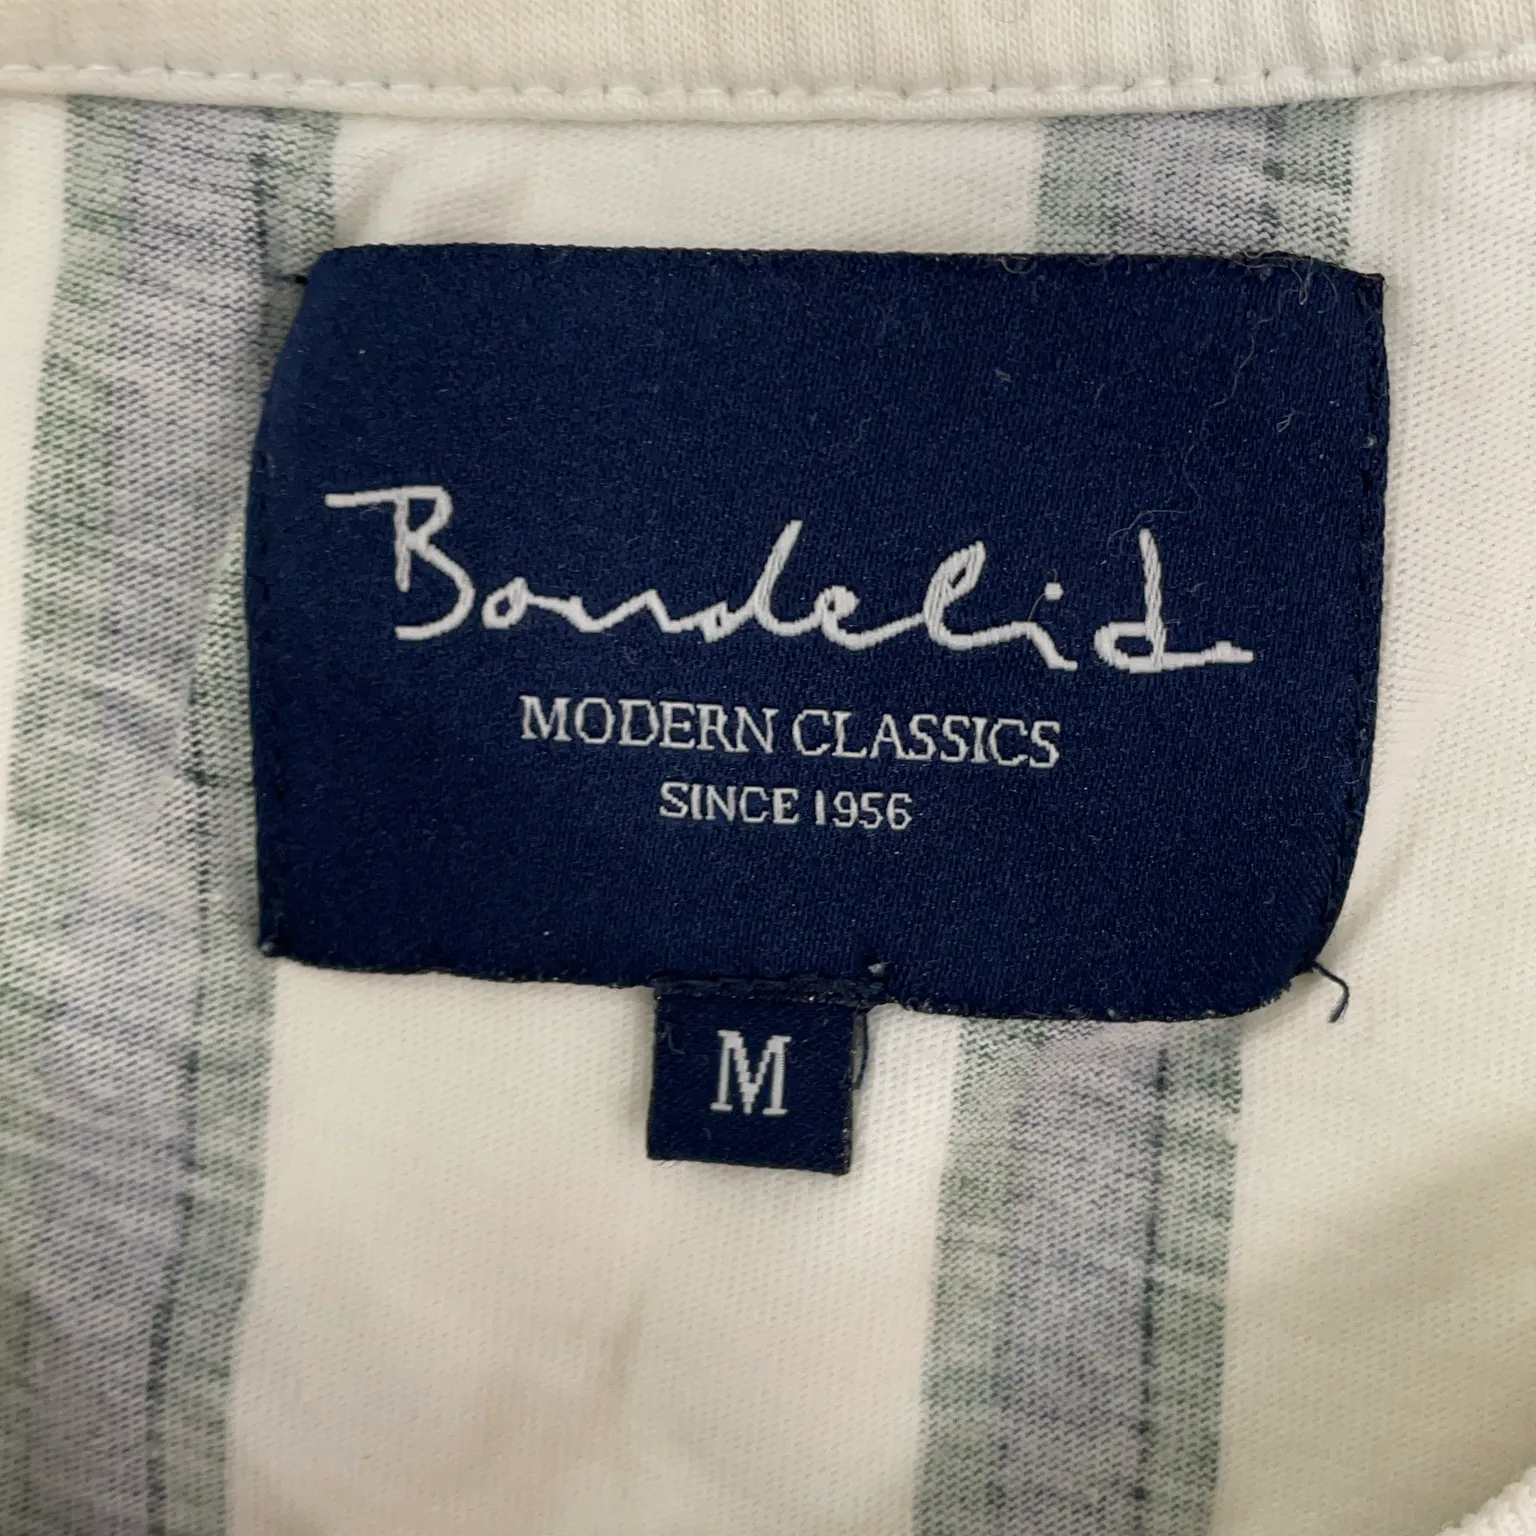 Bondelid
MODERN CLASSICS
SINCE 1956
M